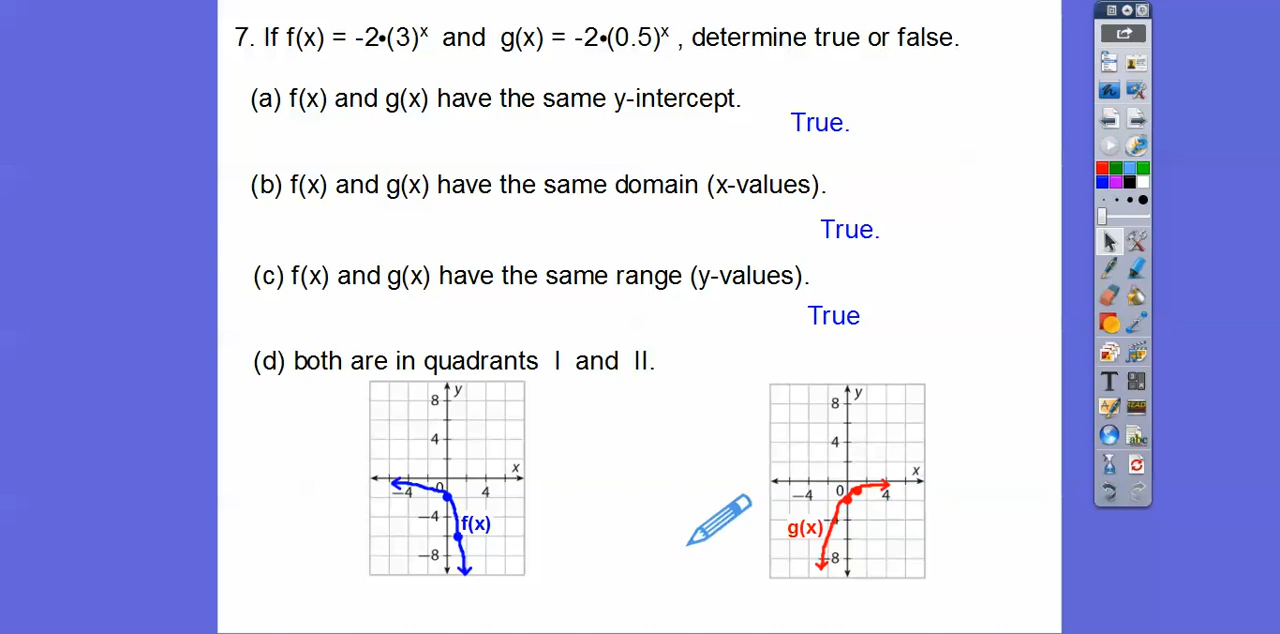 7. If f(x) = -2•(3)ˣ and g(x) = -2•(0.5)ˣ , determine true or false.
(a) f(x) and g(x) have the same y-intercept.
True.
(b) f(x) and g(x) have the same domain (x-values).
True.
(c) f(x) and g(x) have the same range (y-values).
True
(d) both are in quadrants I and II.
y
8
4
x
−4 0 4
−4 f(x)
−8
y
8
4
x
−4 0 4
g(x) −4
−8
T
abc